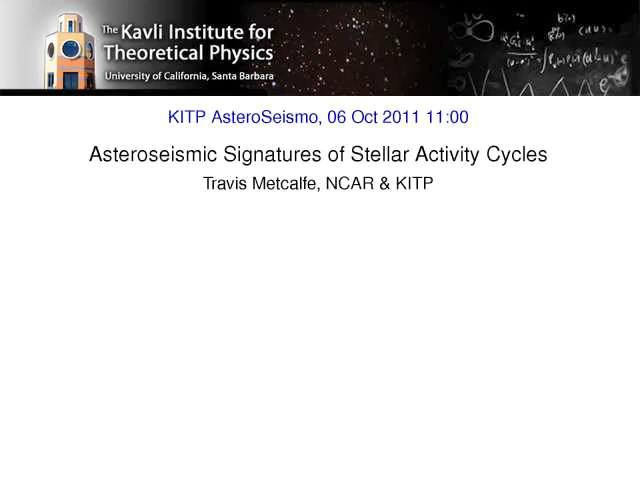 The Kavli Institute for
Theoretical Physics
University of California, Santa Barbara
KITP AsteroSeismo, 06 Oct 2011 11:00
Asteroseismic Signatures of Stellar Activity Cycles
Travis Metcalfe, NCAR & KITP